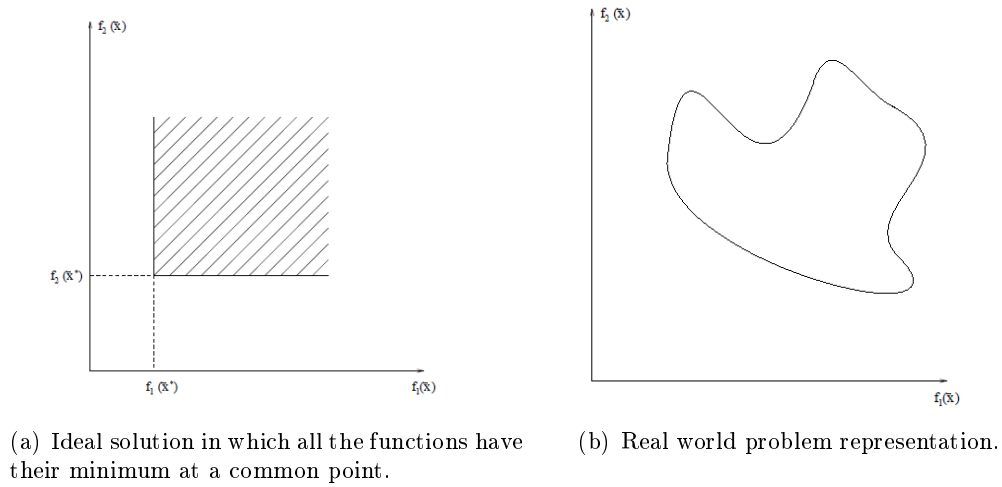 f₂ (x̄)
f₂ (x̄*)
f₁ (x̄*)
f₁(x̄)
(a) Ideal solution in which all the functions have
their minimum at a common point.
f₂ (x̄)
f₁(x̄)
(b) Real world problem representation.